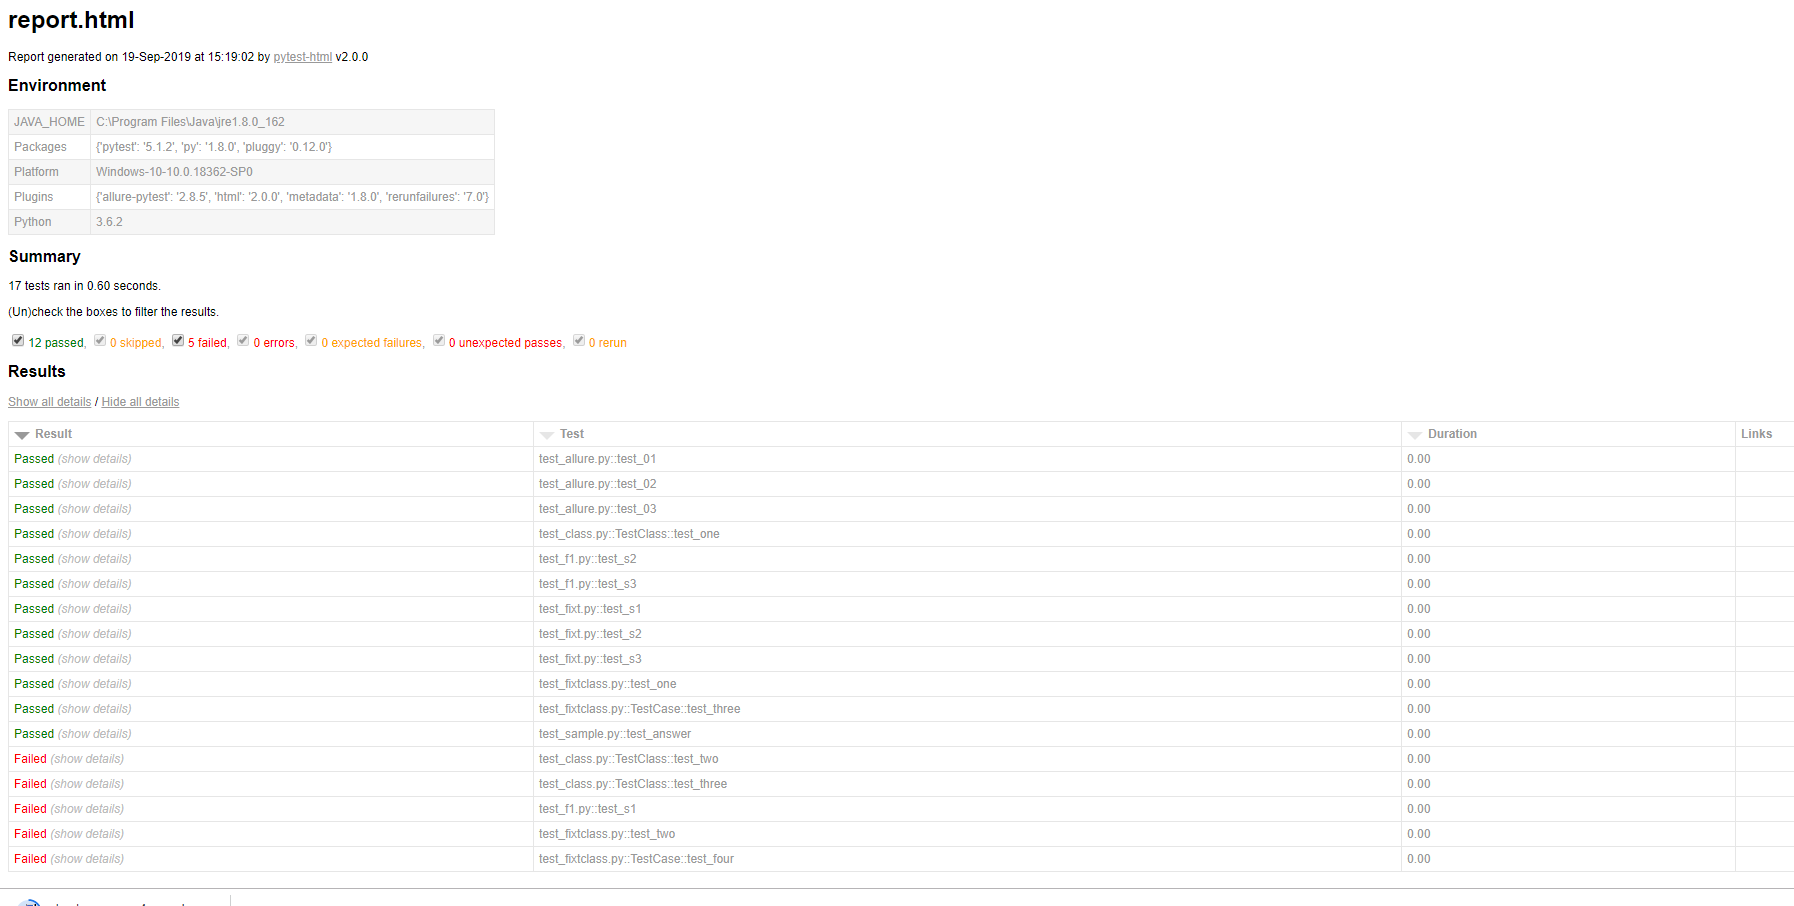 report.html
Report generated on 19-Sep-2019 at 15:19:02 by pytest-html v2.0.0
Environment
JAVA_HOME C:\Program Files\Java\jre1.8.0_162
Packages {'pytest': '5.1.2', 'py': '1.8.0', 'pluggy': '0.12.0'}
Platform Windows-10-10.0.18362-SP0
Plugins {'allure-pytest': '2.8.5', 'html': '2.0.0', 'metadata': '1.8.0', 'rerunfailures': '7.0'}
Python 3.6.2
Summary
17 tests ran in 0.60 seconds.
(Un)check the boxes to filter the results.
12 passed, 0 skipped, 5 failed, 0 errors, 0 expected failures, 0 unexpected passes, 0 rerun
Results
Show all details / Hide all details
Result Test Duration Links
Passed (show details) test_allure.py::test_01 0.00
Passed (show details) test_allure.py::test_02 0.00
Passed (show details) test_allure.py::test_03 0.00
Passed (show details) test_class.py::TestClass::test_one 0.00
Passed (show details) test_f1.py::test_s2 0.00
Passed (show details) test_f1.py::test_s3 0.00
Passed (show details) test_fixt.py::test_s1 0.00
Passed (show details) test_fixt.py::test_s2 0.00
Passed (show details) test_fixt.py::test_s3 0.00
Passed (show details) test_fixtclass.py::test_one 0.00
Passed (show details) test_fixtclass.py::TestCase::test_three 0.00
Passed (show details) test_sample.py::test_answer 0.00
Failed (show details) test_class.py::TestClass::test_two 0.00
Failed (show details) test_class.py::TestClass::test_three 0.00
Failed (show details) test_f1.py::test_s1 0.00
Failed (show details) test_fixtclass.py::test_two 0.00
Failed (show details) test_fixtclass.py::TestCase::test_four 0.00